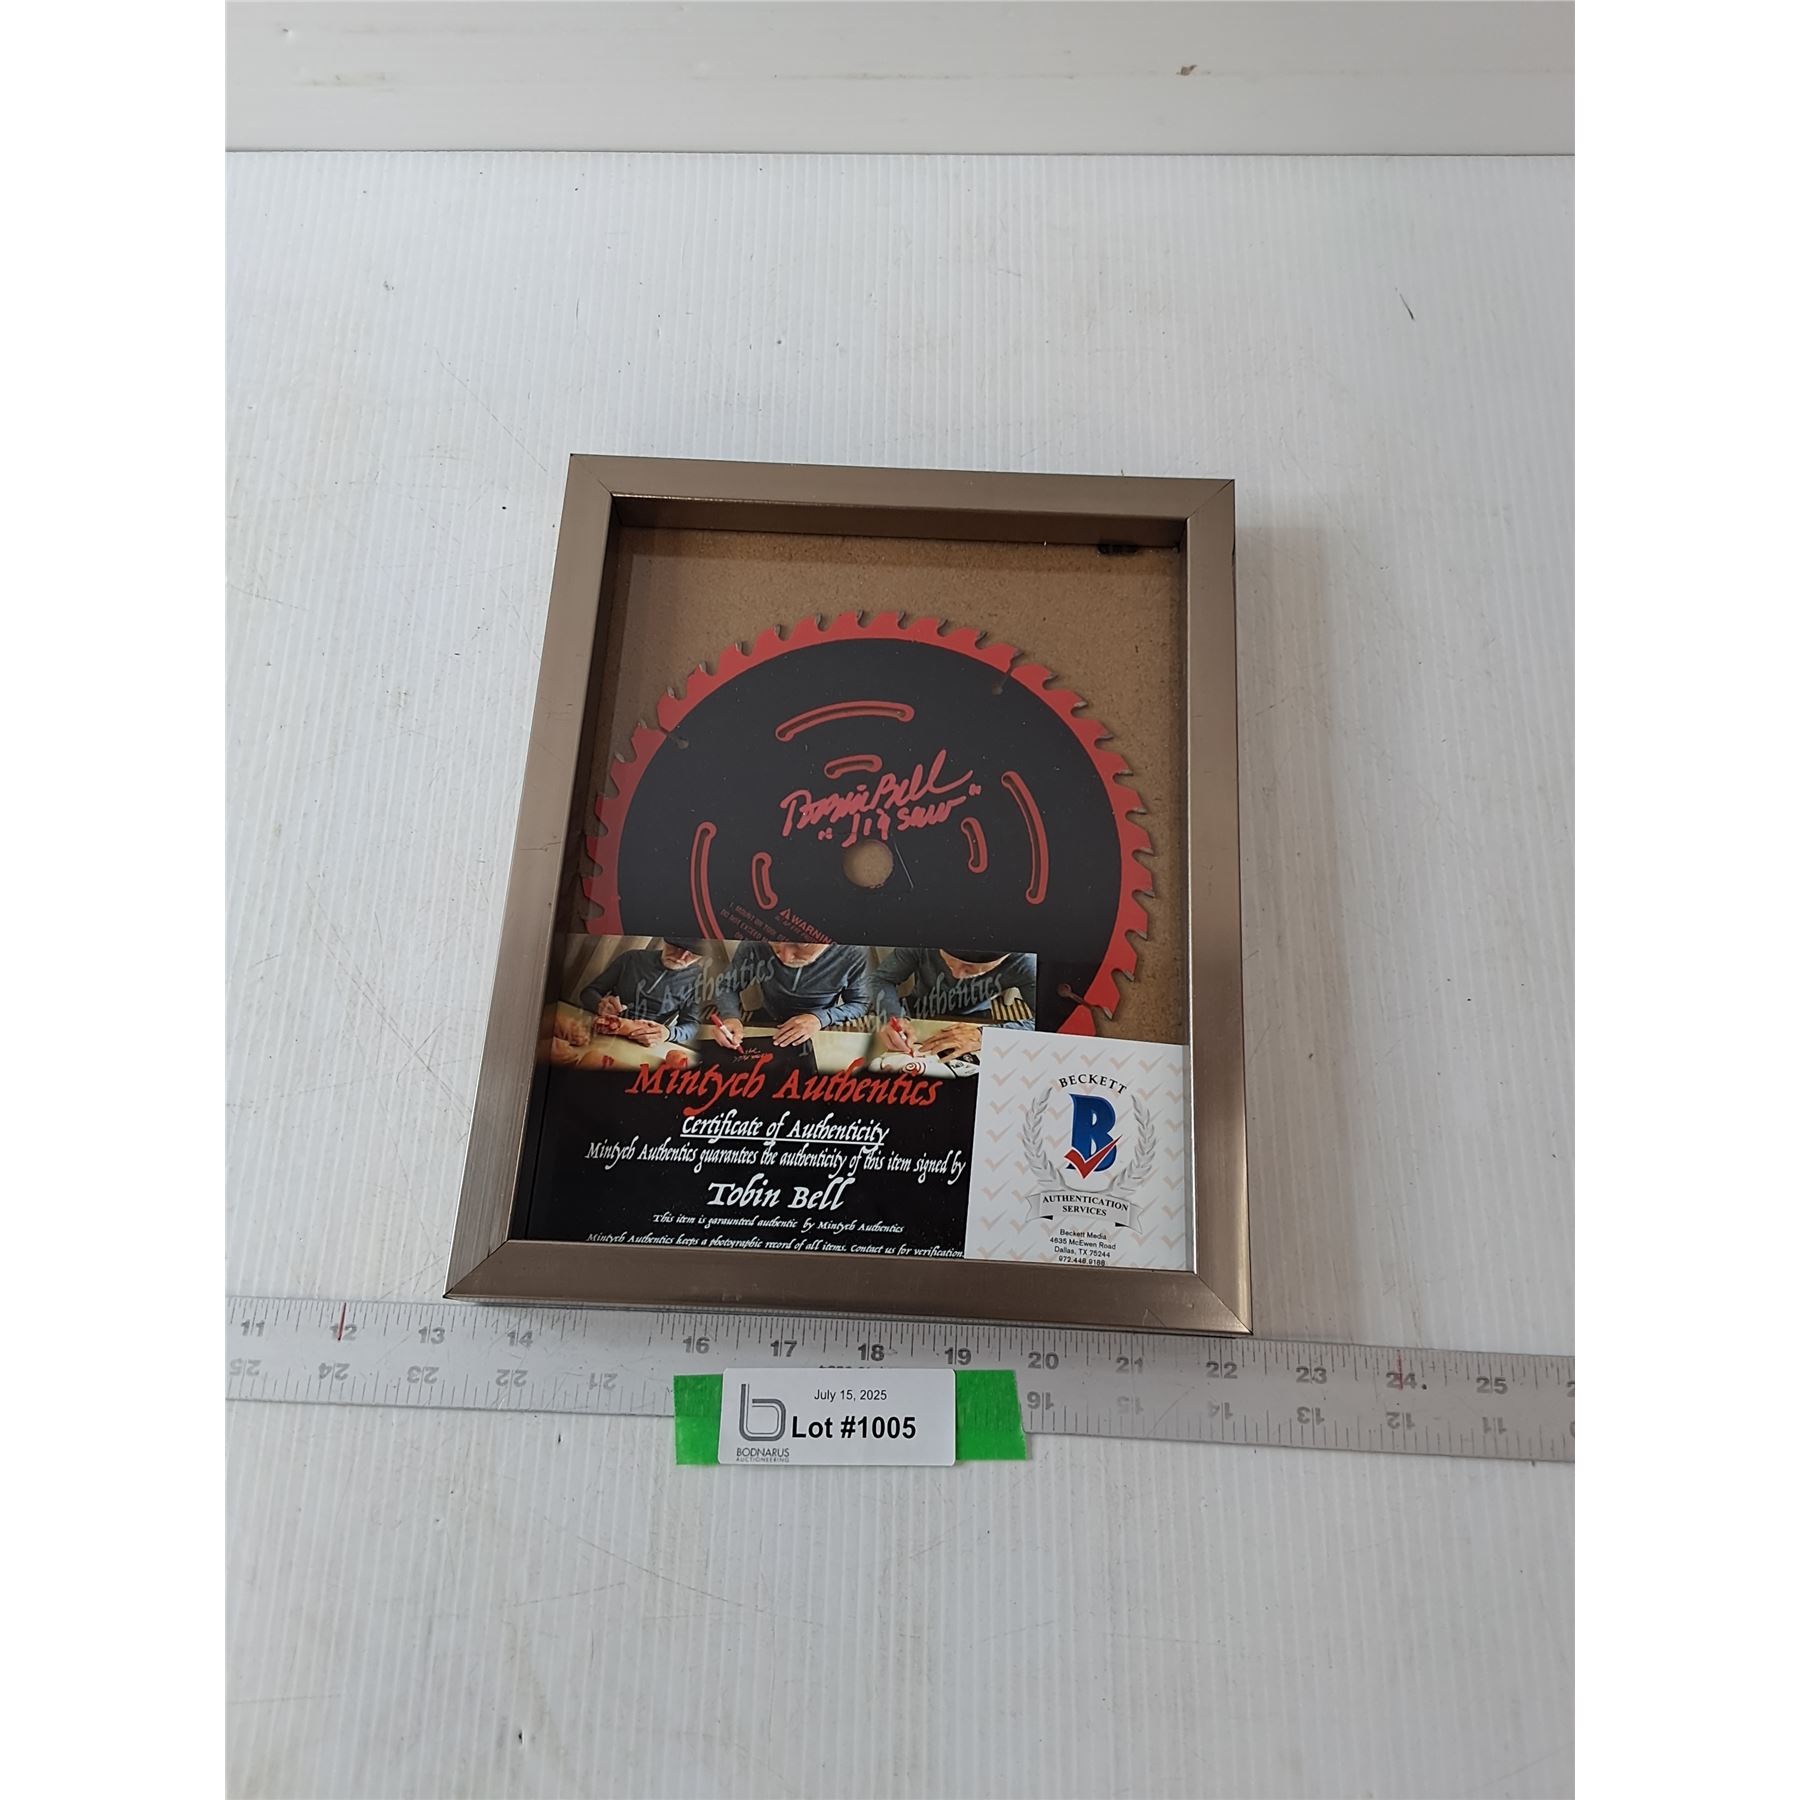 Tobin Bell
"Jigsaw"
WARNING
Authentics
Authentics
Mintych Authentics
Certificate of Authenticity
Mintych Authentics guarantees the authenticity of this item signed by
Tobin Bell
This item is garaunteed authentic by Mintych Authentics
Mintych Authentics keeps a photographic record of all items. Contact us for verification.
BECKETT
B
AUTHENTICATION
SERVICES
Beckett Media
4635 McEwen Road
Dallas, TX 75244
972.448.9188
11 12 13 14 16 17 18 19 20 21 22 23 24 25
25 24 23 22 21 16 15 14 13 12 11
July 15, 2025
Lot #1005
BODNARUS
AUCTIONEERING